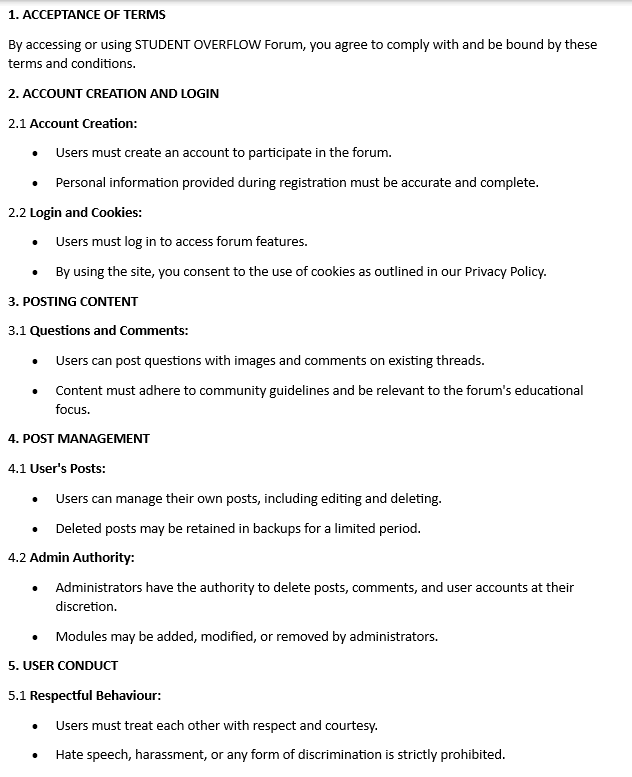 1. ACCEPTANCE OF TERMS
By accessing or using STUDENT OVERFLOW Forum, you agree to comply with and be bound by these
terms and conditions.
2. ACCOUNT CREATION AND LOGIN
2.1 Account Creation:
• Users must create an account to participate in the forum.
• Personal information provided during registration must be accurate and complete.
2.2 Login and Cookies:
• Users must log in to access forum features.
• By using the site, you consent to the use of cookies as outlined in our Privacy Policy.
3. POSTING CONTENT
3.1 Questions and Comments:
• Users can post questions with images and comments on existing threads.
• Content must adhere to community guidelines and be relevant to the forum's educational
focus.
4. POST MANAGEMENT
4.1 User's Posts:
• Users can manage their own posts, including editing and deleting.
• Deleted posts may be retained in backups for a limited period.
4.2 Admin Authority:
• Administrators have the authority to delete posts, comments, and user accounts at their
discretion.
• Modules may be added, modified, or removed by administrators.
5. USER CONDUCT
5.1 Respectful Behaviour:
• Users must treat each other with respect and courtesy.
• Hate speech, harassment, or any form of discrimination is strictly prohibited.